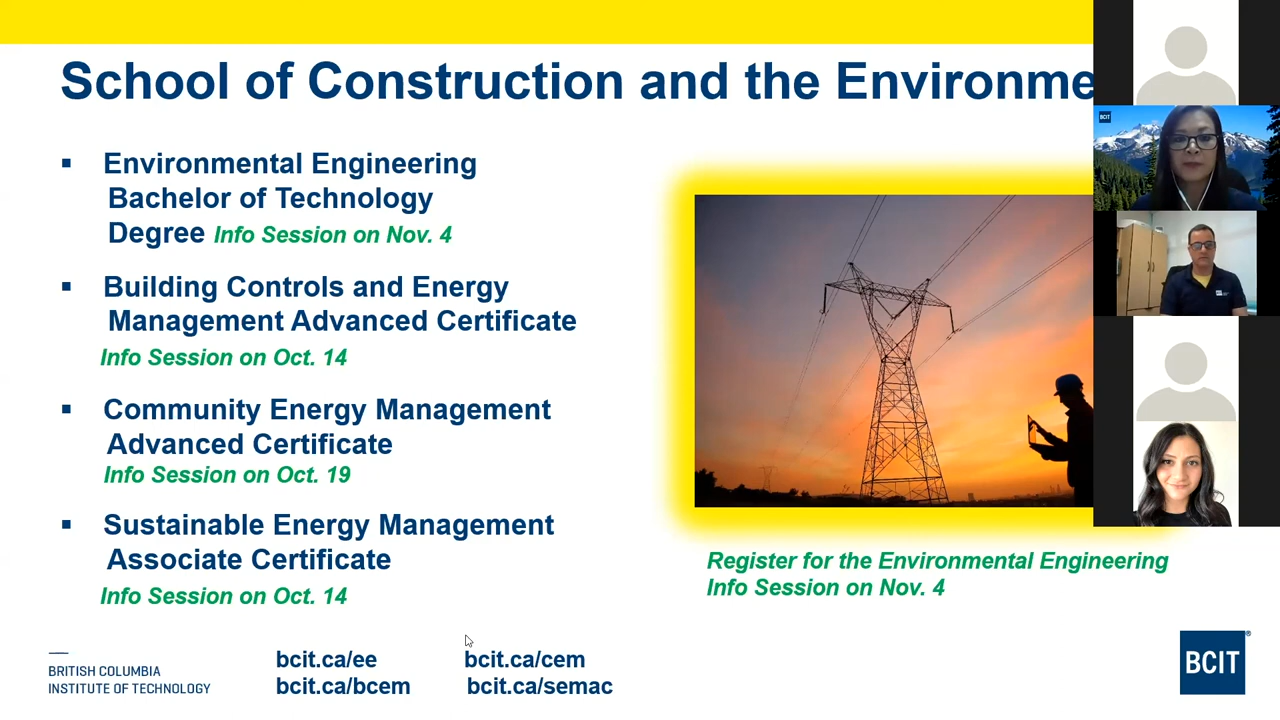 School of Construction and the Environme
▪ Environmental Engineering
Bachelor of Technology
Degree Info Session on Nov. 4
▪ Building Controls and Energy
Management Advanced Certificate
Info Session on Oct. 14
▪ Community Energy Management
Advanced Certificate
Info Session on Oct. 19
▪ Sustainable Energy Management
Associate Certificate
Info Session on Oct. 14
Register for the Environmental Engineering
Info Session on Nov. 4
BRITISH COLUMBIA
INSTITUTE OF TECHNOLOGY
bcit.ca/ee
bcit.ca/bcem
bcit.ca/cem
bcit.ca/semac
BCIT®
BCIT